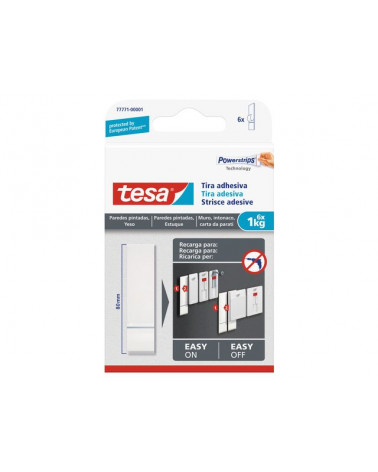 77771-00001
protected by
European Patent
6x
Powerstrips
Technology
tesa
Tira adhesiva
Tira adesiva
Strisce adesive
Paredes pintadas,
Yeso
Paredes pintadas,
Estuque
Muro, intonaco,
carta da parati
6x
1kg
80mm
Recarga para:
Recarga para:
Ricarica per:
EASY
ON
EASY
OFF